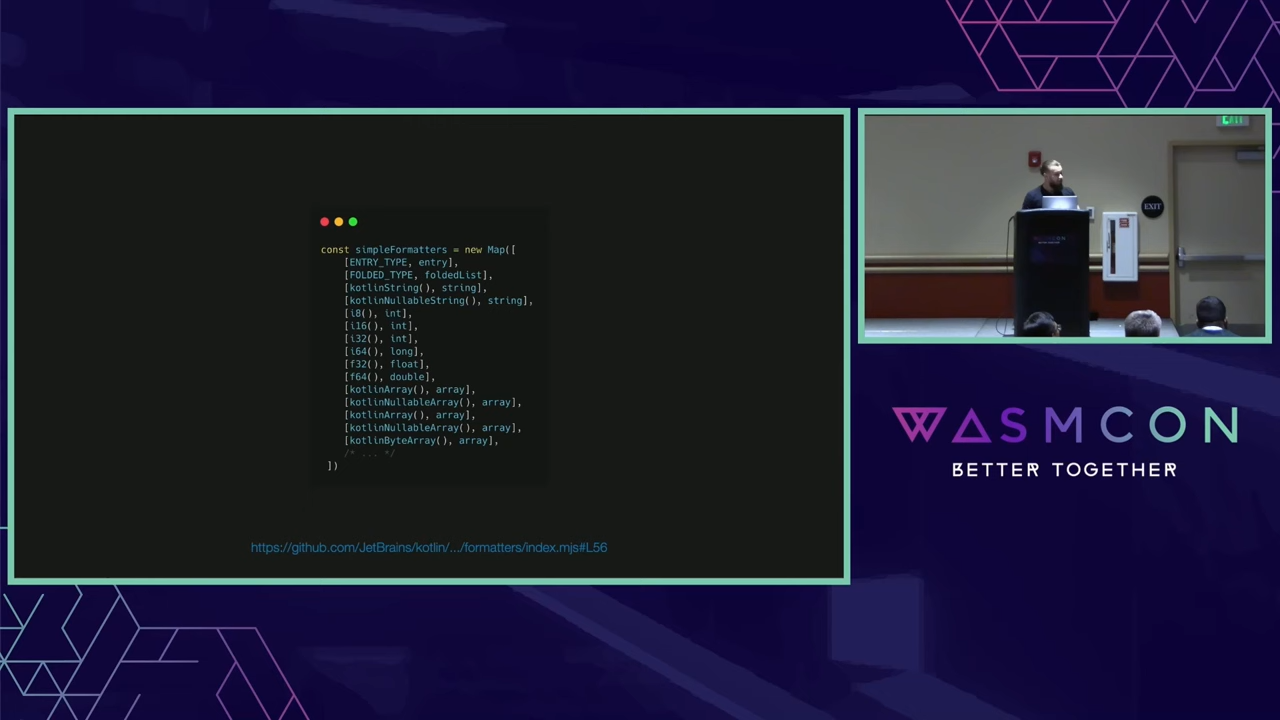 const simpleFormatters = new Map([
    [ENTRY_TYPE, entry],
    [FOLDED_TYPE, foldedList],
    [kotlinString(), string],
    [kotlinNullableString(), string],
    [i8(), int],
    [i16(), int],
    [i32(), int],
    [i64(), long],
    [f32(), float],
    [f64(), double],
    [kotlinArray(), array],
    [kotlinNullableArray(), array],
    [kotlinArray(), array],
    [kotlinNullableArray(), array],
    [kotlinByteArray(), array],
    /* ... */
 ])
https://github.com/JetBrains/kotlin/.../formatters/index.mjs#L56
EXIT
EXIT
WASMCON
WASMCON
BETTER TOGETHER